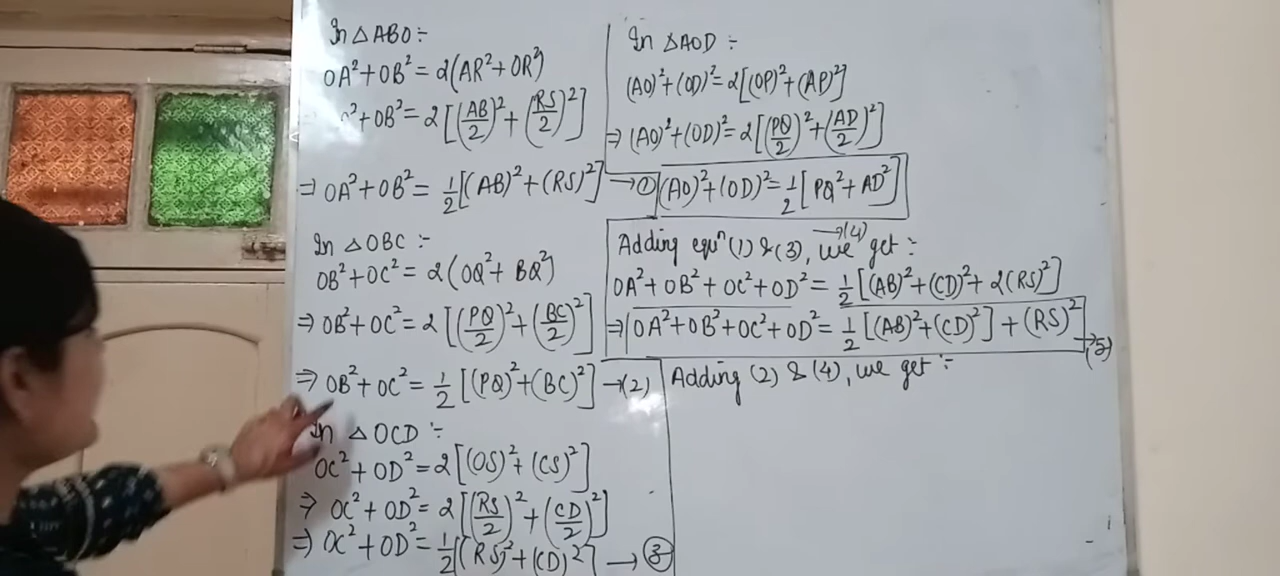 In △ABO :-
OA² + OB² = 2(AR² + OR²)
² + OB² = 2[(AB/2)² + (RS/2)²]
⇒ OA² + OB² = 1/2[(AB)² + (RS)²] → ①
In △OBC :-
OB² + OC² = 2(OQ² + BQ²)
⇒ OB² + OC² = 2[(PQ/2)² + (BC/2)²]
⇒ OB² + OC² = 1/2[(PQ)² + (BC)²] → (2)
In △OCD :-
OC² + OD² = 2[(OS)² + (CS)²]
⇒ OC² + OD² = 2[(RS/2)² + (CD/2)²]
⇒ OC² + OD² = 1/2[(RS)² + (CD)²] → ③
In △AOD :-
(AO)² + (OD)² = 2[(OP)² + (AP)²]
⇒ (AO)² + (OD)² = 2[(PQ/2)² + (AD/2)²]
(AO)² + (OD)² = 1/2[PQ² + AD²]
→ (4)
Adding equⁿ (1) & (3), we get :-
OA² + OB² + OC² + OD² = 1/2[(AB)² + (CD)² + 2(RS)²]
⇒ OA² + OB² + OC² + OD² = 1/2[(AB)² + (CD)²] + (RS)² → (5)
Adding (2) & (4), we get :-